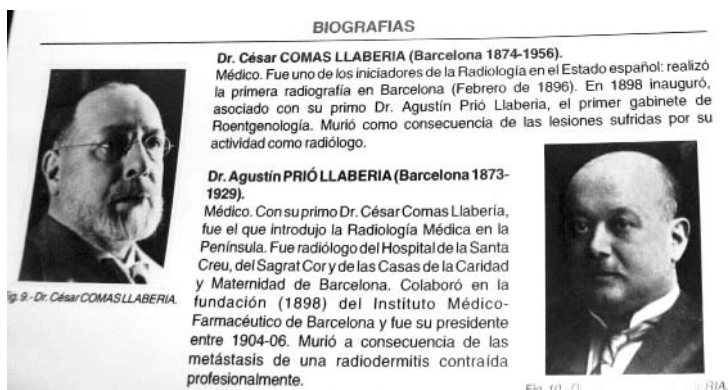 BIOGRAFIAS
Dr. César COMAS LLABERIA (Barcelona 1874-1956).
Médico. Fue uno de los iniciadores de la Radiología en el Estado español: realizó
la primera radiografía en Barcelona (Febrero de 1896). En 1898 inauguró,
asociado con su primo Dr. Agustín Prió Llaberia, el primer gabinete de
Roentgenología. Murió como consecuencia de las lesiones sufridas por su
actividad como radiólogo.
Dr. Agustín PRIÓ LLABERIA (Barcelona 1873-
1929).
Médico. Con su primo Dr. César Comas Llabería,
fue el que introdujo la Radiología Médica en la
Península. Fue radiólogo del Hospital de la Santa
Creu, del Sagrat Cor y de las Casas de la Caridad
y Maternidad de Barcelona. Colaboró en la
fundación (1898) del Instituto Médico-
Farmacéutico de Barcelona y fue su presidente
entre 1904-06. Murió a consecuencia de las
metástasis de una radiodermitis contraída
profesionalmente.
Fig. 9.- Dr. César COMAS LLABERIA.
Fig. 10.- D